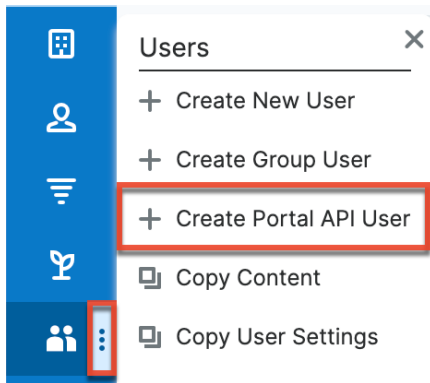 Users
Create New User
Create Group User
Create Portal API User
Copy Content
Copy User Settings